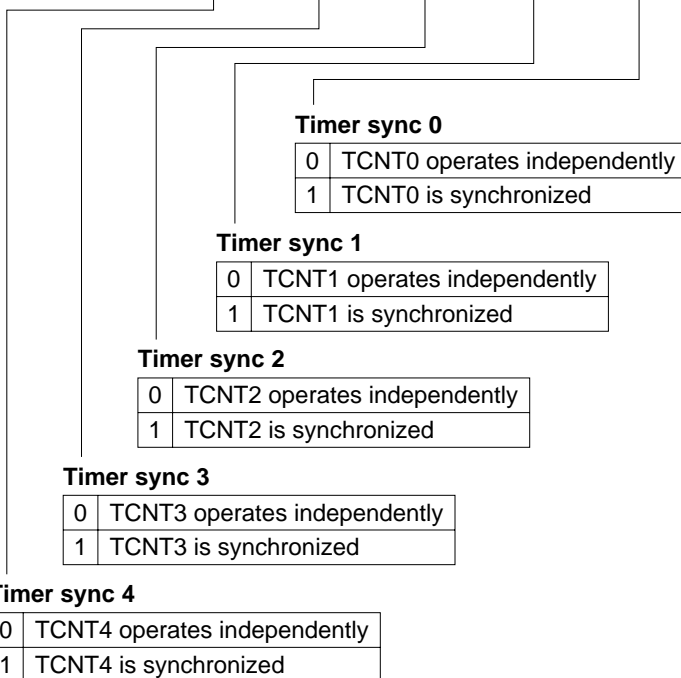 Timer sync 0
0 TCNT0 operates independently
1 TCNT0 is synchronized
Timer sync 1
0 TCNT1 operates independently
1 TCNT1 is synchronized
Timer sync 2
0 TCNT2 operates independently
1 TCNT2 is synchronized
Timer sync 3
0 TCNT3 operates independently
1 TCNT3 is synchronized
Timer sync 4
0 TCNT4 operates independently
1 TCNT4 is synchronized